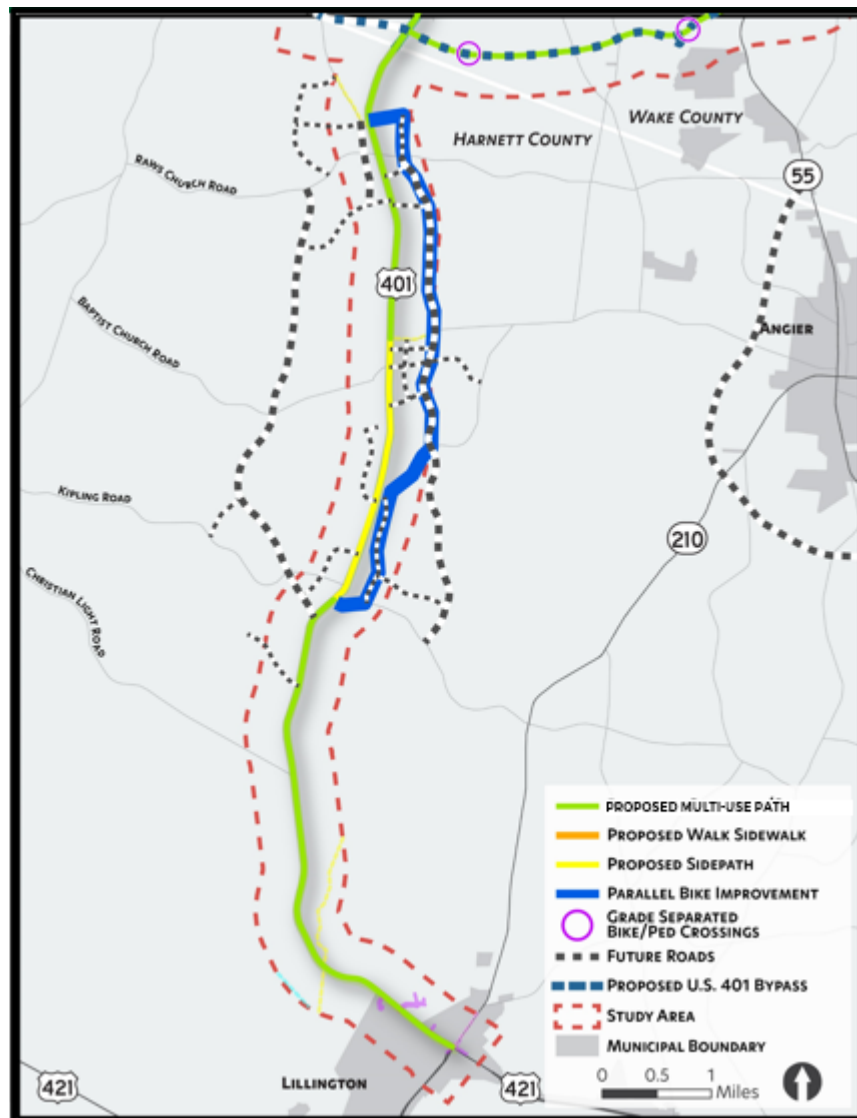 WAKE COUNTY
HARNETT COUNTY
RAWS CHURCH ROAD
55
401
BAPTIST CHURCH ROAD
ANGIER
KIPLING ROAD
210
CHRISTIAN LIGHT
ROAD
PROPOSED MULTI-USE PATH
PROPOSED WALK SIDEWALK
PROPOSED SIDEPATH
PARALLEL BIKE IMPROVEMENT
GRADE SEPARATED
BIKE/PED CROSSINGS
FUTURE ROADS
PROPOSED U.S. 401 BYPASS
STUDY AREA
MUNICIPAL BOUNDARY
0 0.5 1
MILES
LILLINGTON
421
421